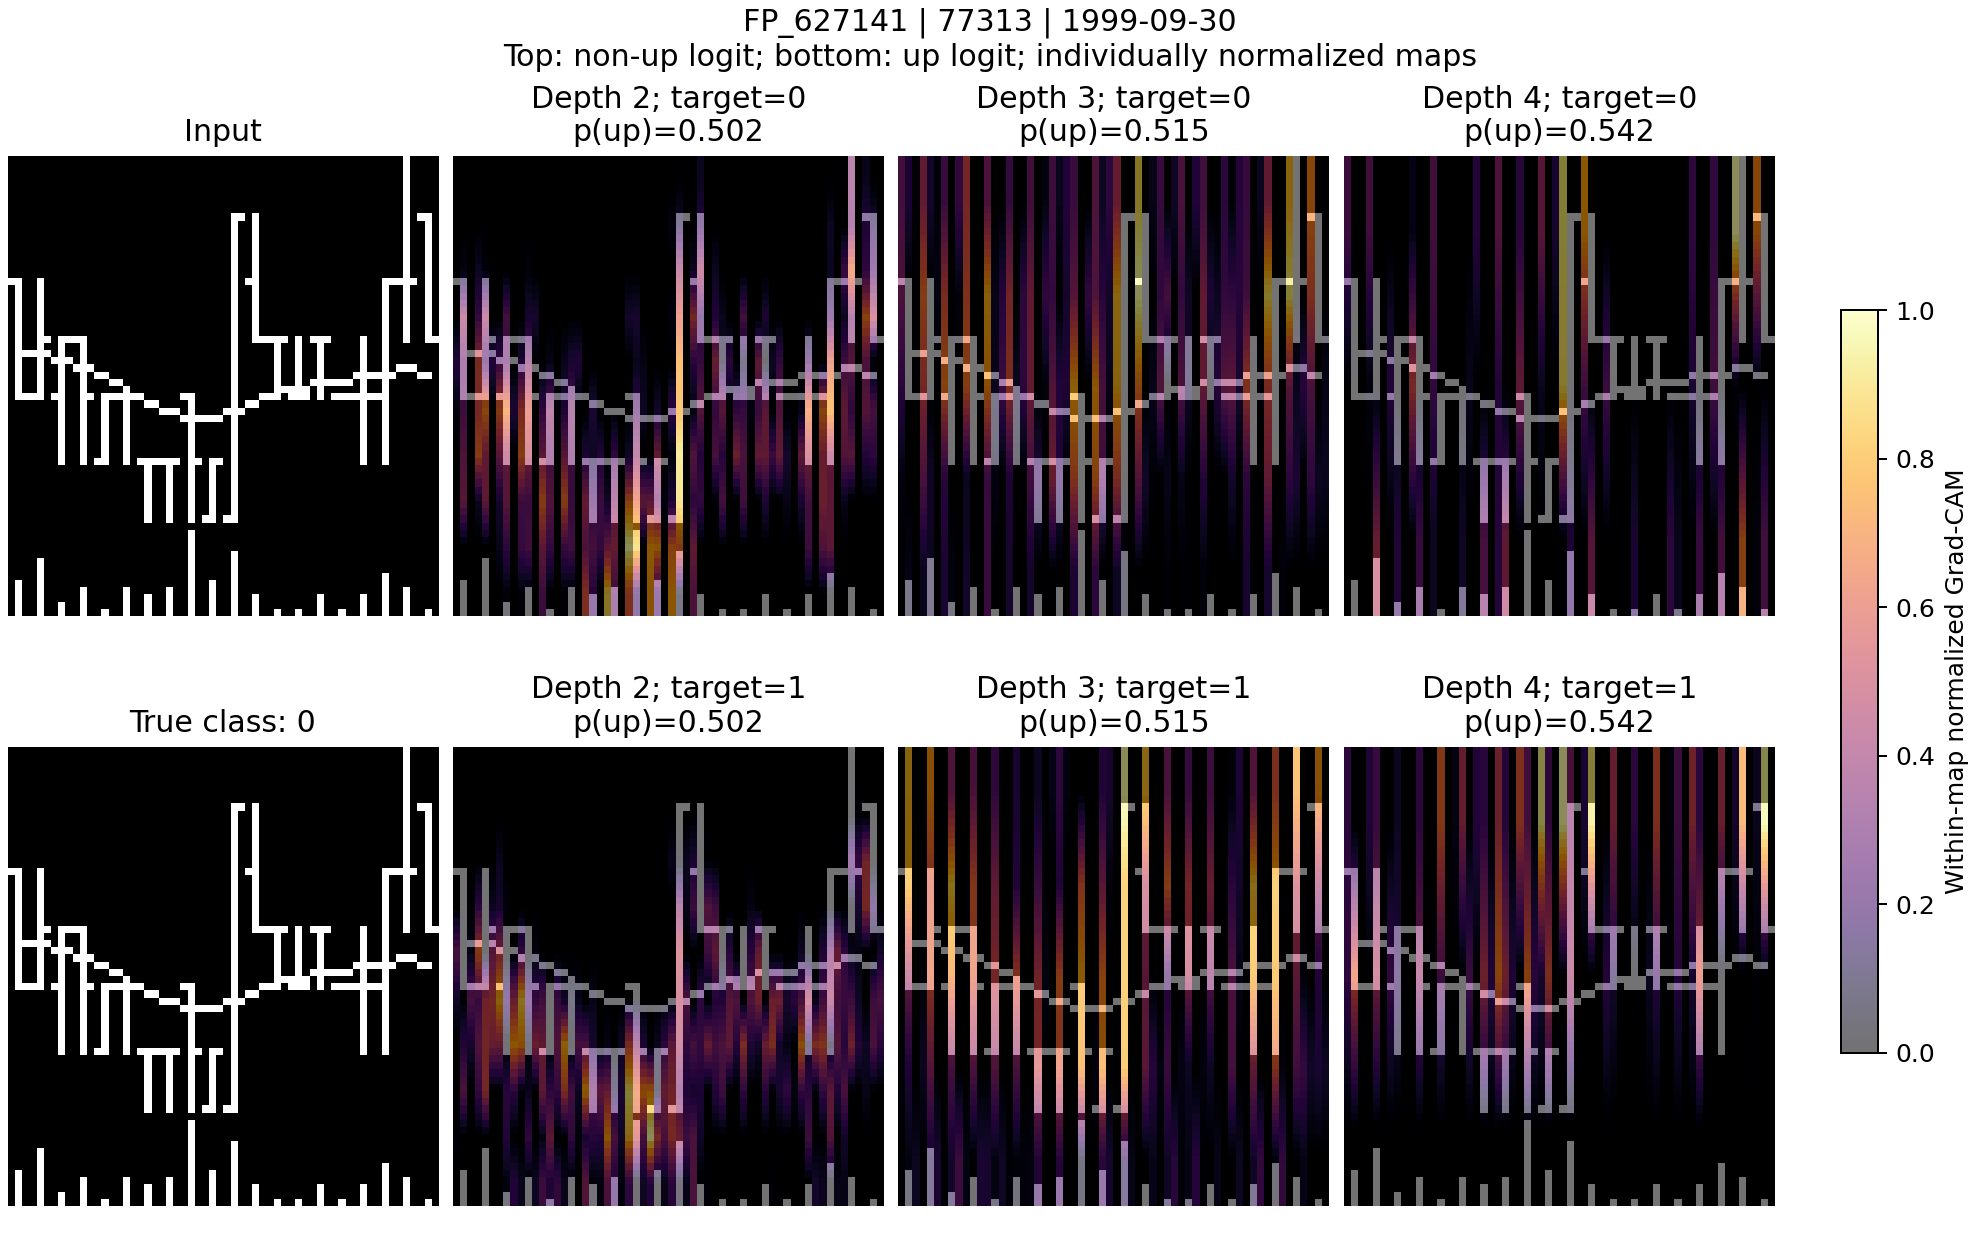 FP_627141 | 77313 | 1999-09-30
Top: non-up logit; bottom: up logit; individually normalized maps
Input
Depth 2; target=0
p(up)=0.502
Depth 3; target=0
p(up)=0.515
Depth 4; target=0
p(up)=0.542
True class: 0
Depth 2; target=1
p(up)=0.502
Depth 3; target=1
p(up)=0.515
Depth 4; target=1
p(up)=0.542
1.0
0.8
0.6
0.4
0.2
0.0
Within-map normalized Grad-CAM